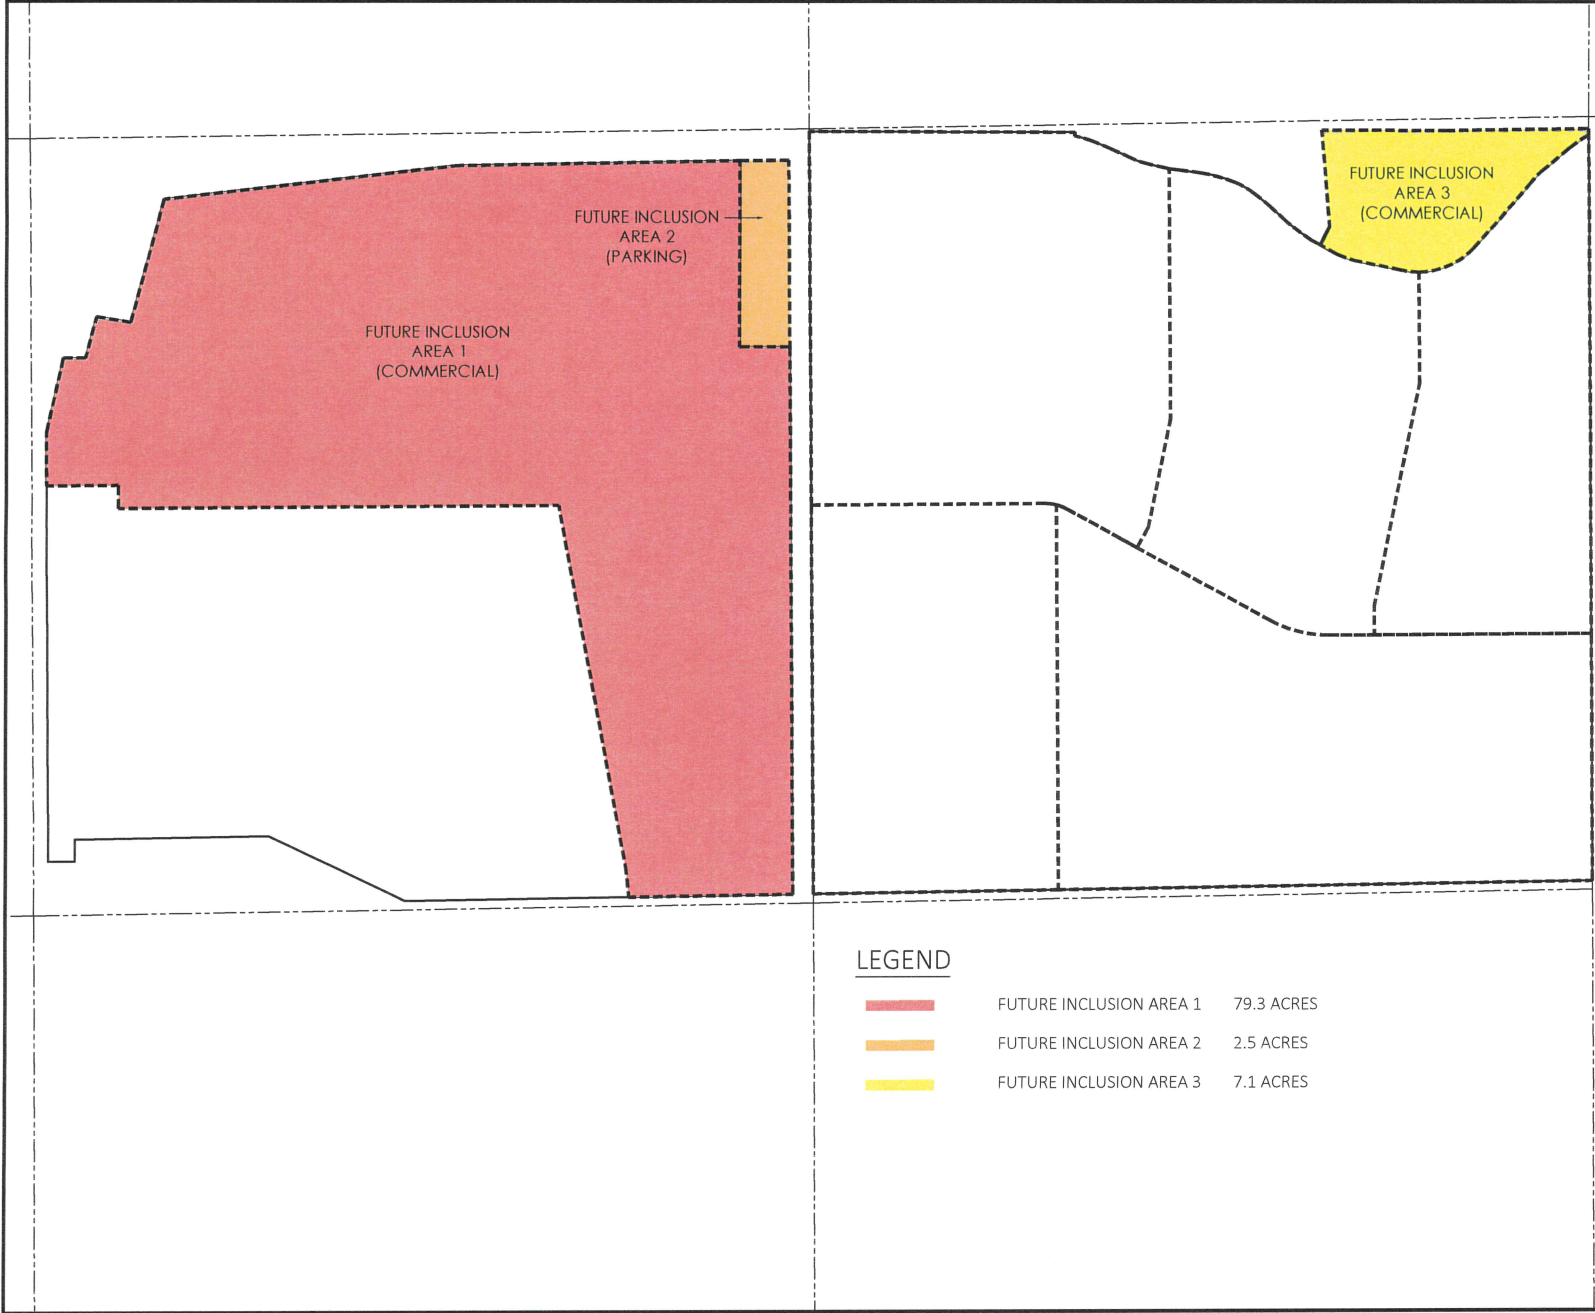 FUTURE INCLUSION
AREA 3
(COMMERCIAL)
FUTURE INCLUSION
AREA 2
(PARKING)
FUTURE INCLUSION
AREA 1
(COMMERCIAL)
LEGEND
FUTURE INCLUSION AREA 1 79.3 ACRES
FUTURE INCLUSION AREA 2 2.5 ACRES
FUTURE INCLUSION AREA 3 7.1 ACRES